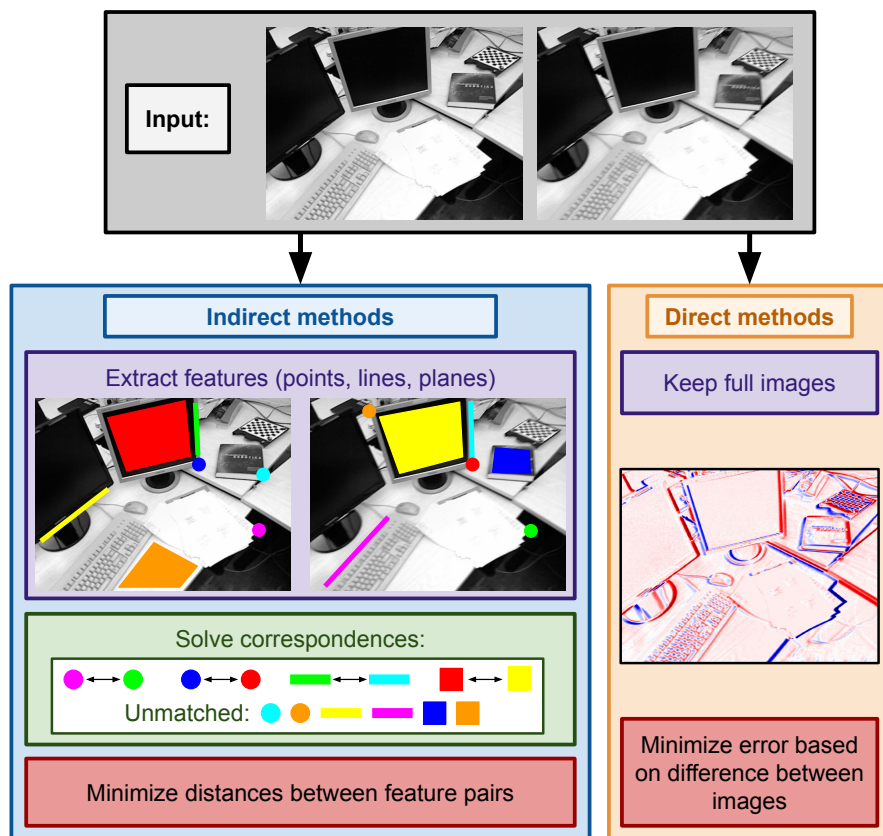 Input:
Indirect methods
Extract features (points, lines, planes)
Solve correspondences:
Unmatched:
Minimize distances between feature pairs
Direct methods
Keep full images
Minimize error based
on difference between
images